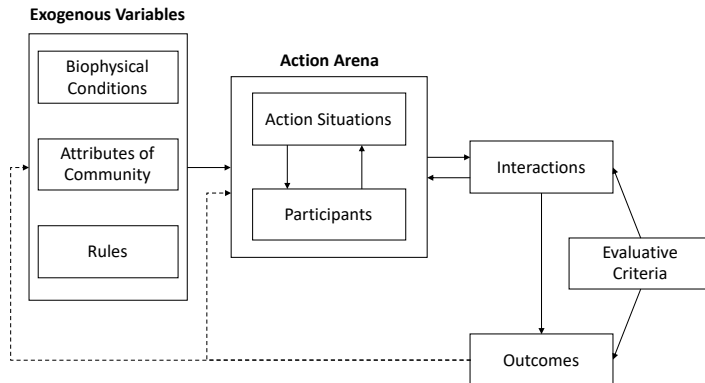 Exogenous Variables
Biophysical
Conditions
Attributes of
Community
Rules
Action Arena
Action Situations
Participants
Interactions
Evaluative
Criteria
Outcomes